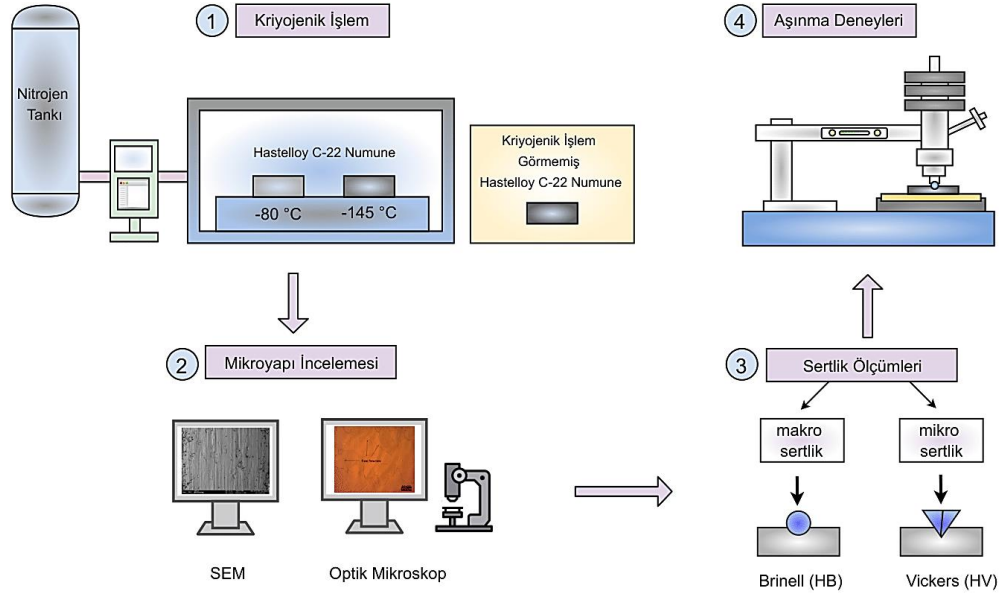 1
Kriyojenik İşlem
Nitrojen
Tankı
Hastelloy C-22 Numune
-80 °C
-145 °C
Kriyojenik İşlem
Görmemiş
Hastelloy C-22 Numune
2
Mikroyapı İncelemesi
SEM
Optik Mikroskop
3
Sertlik Ölçümleri
makro
sertlik
mikro
sertlik
Brinell (HB)
Vickers (HV)
4
Aşınma Deneyleri